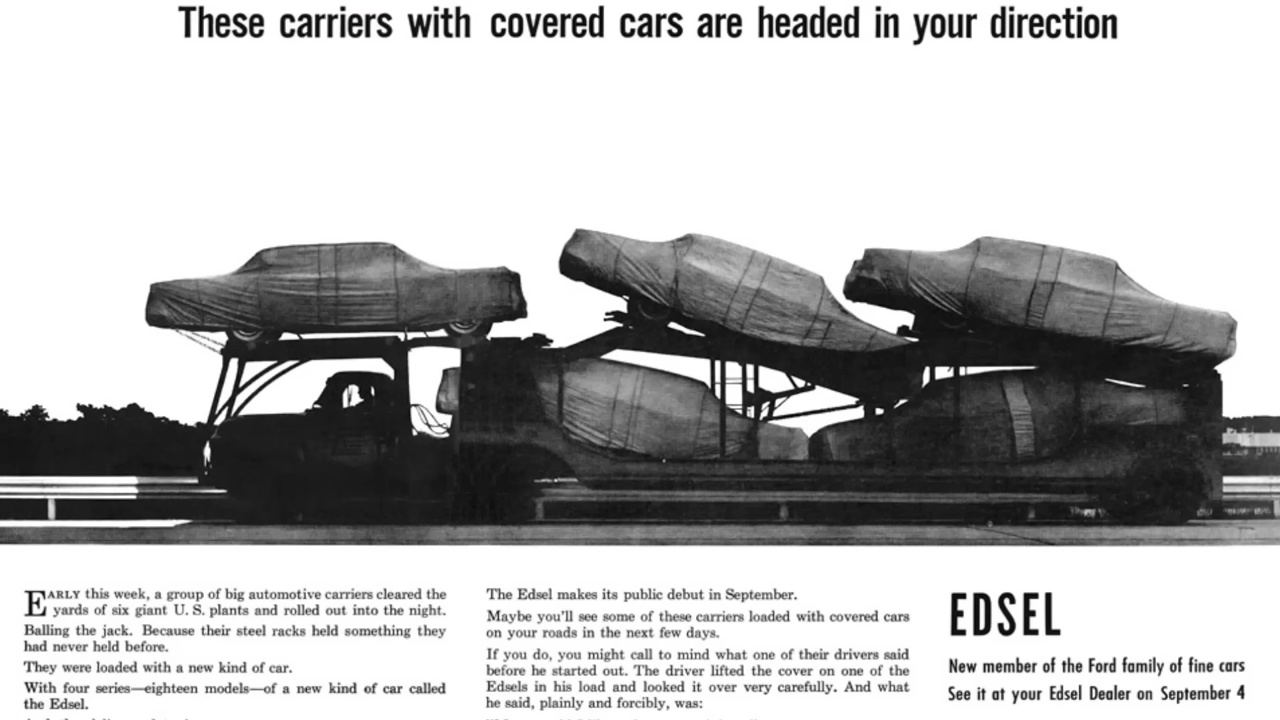 These carriers with covered cars are headed in your direction
EARLY this week, a group of big automotive carriers cleared the
yards of six giant U. S. plants and rolled out into the night.
Balling the jack. Because their steel racks held something they
had never held before.
They were loaded with a new kind of car.
With four series—eighteen models—of a new kind of car called
the Edsel.
The Edsel makes its public debut in September.
Maybe you'll see some of these carriers loaded with covered cars
on your roads in the next few days.
If you do, you might call to mind what one of their drivers said
before he started out. The driver lifted the cover on one of the
Edsels in his load and looked it over very carefully. And what
he said, plainly and forcibly, was:
EDSEL
New member of the Ford family of fine cars
See it at your Edsel Dealer on September 4